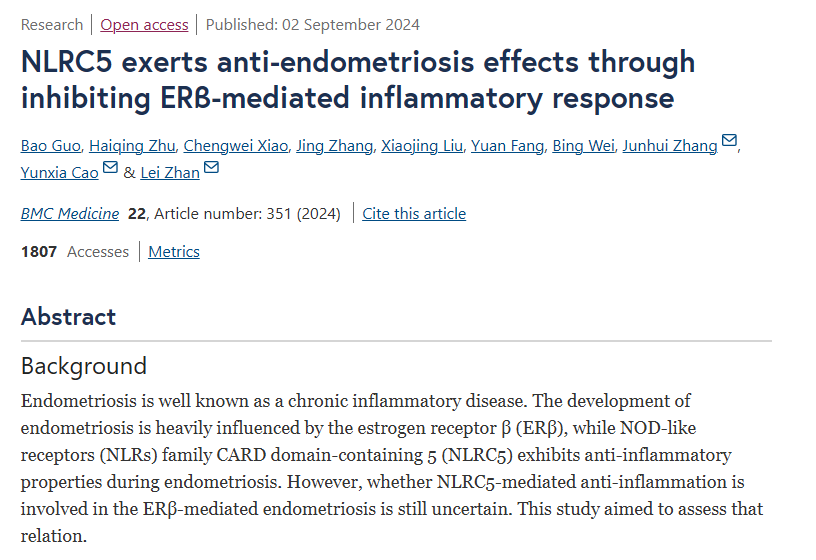 Research | Open access | Published: 02 September 2024
NLRC5 exerts anti-endometriosis effects through
inhibiting ERβ-mediated inflammatory response
Bao Guo, Haiqing Zhu, Chengwei Xiao, Jing Zhang, Xiaojing Liu, Yuan Fang, Bing Wei, Junhui Zhang,
Yunxia Cao & Lei Zhan
BMC Medicine 22, Article number: 351 (2024) | Cite this article
1807 Accesses | Metrics
Abstract
Background
Endometriosis is well known as a chronic inflammatory disease. The development of
endometriosis is heavily influenced by the estrogen receptor β (ERβ), while NOD-like
receptors (NLRs) family CARD domain-containing 5 (NLRC5) exhibits anti-inflammatory
properties during endometriosis. However, whether NLRC5-mediated anti-inflammation is
involved in the ERβ-mediated endometriosis is still uncertain. This study aimed to assess that
relation.